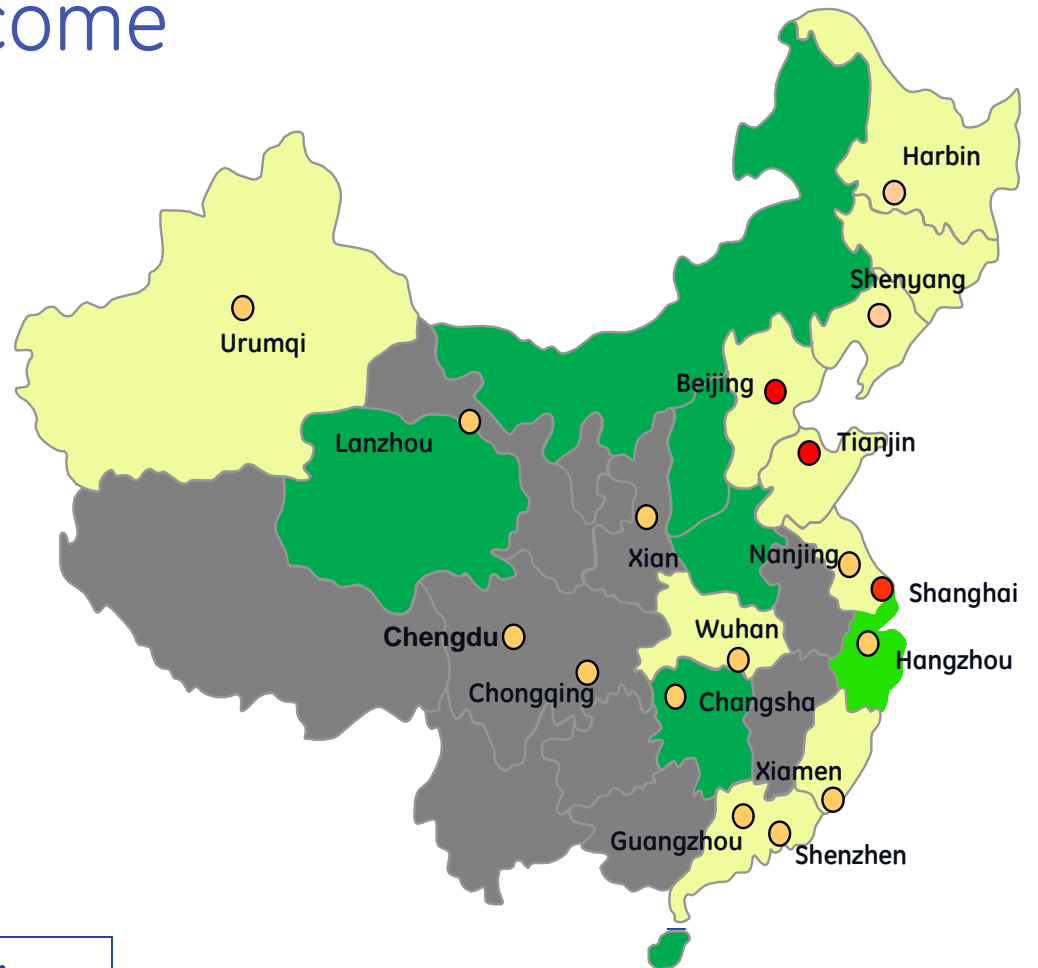 come
Harbin
Shenyang
Urumqi
Beijing
Lanzhou
Tianjin
Xian
Nanjing
Shanghai
Wuhan
Chengdu
Hangzhou
Chongqing
Changsha
Xiamen
Guangzhou
Shenzhen